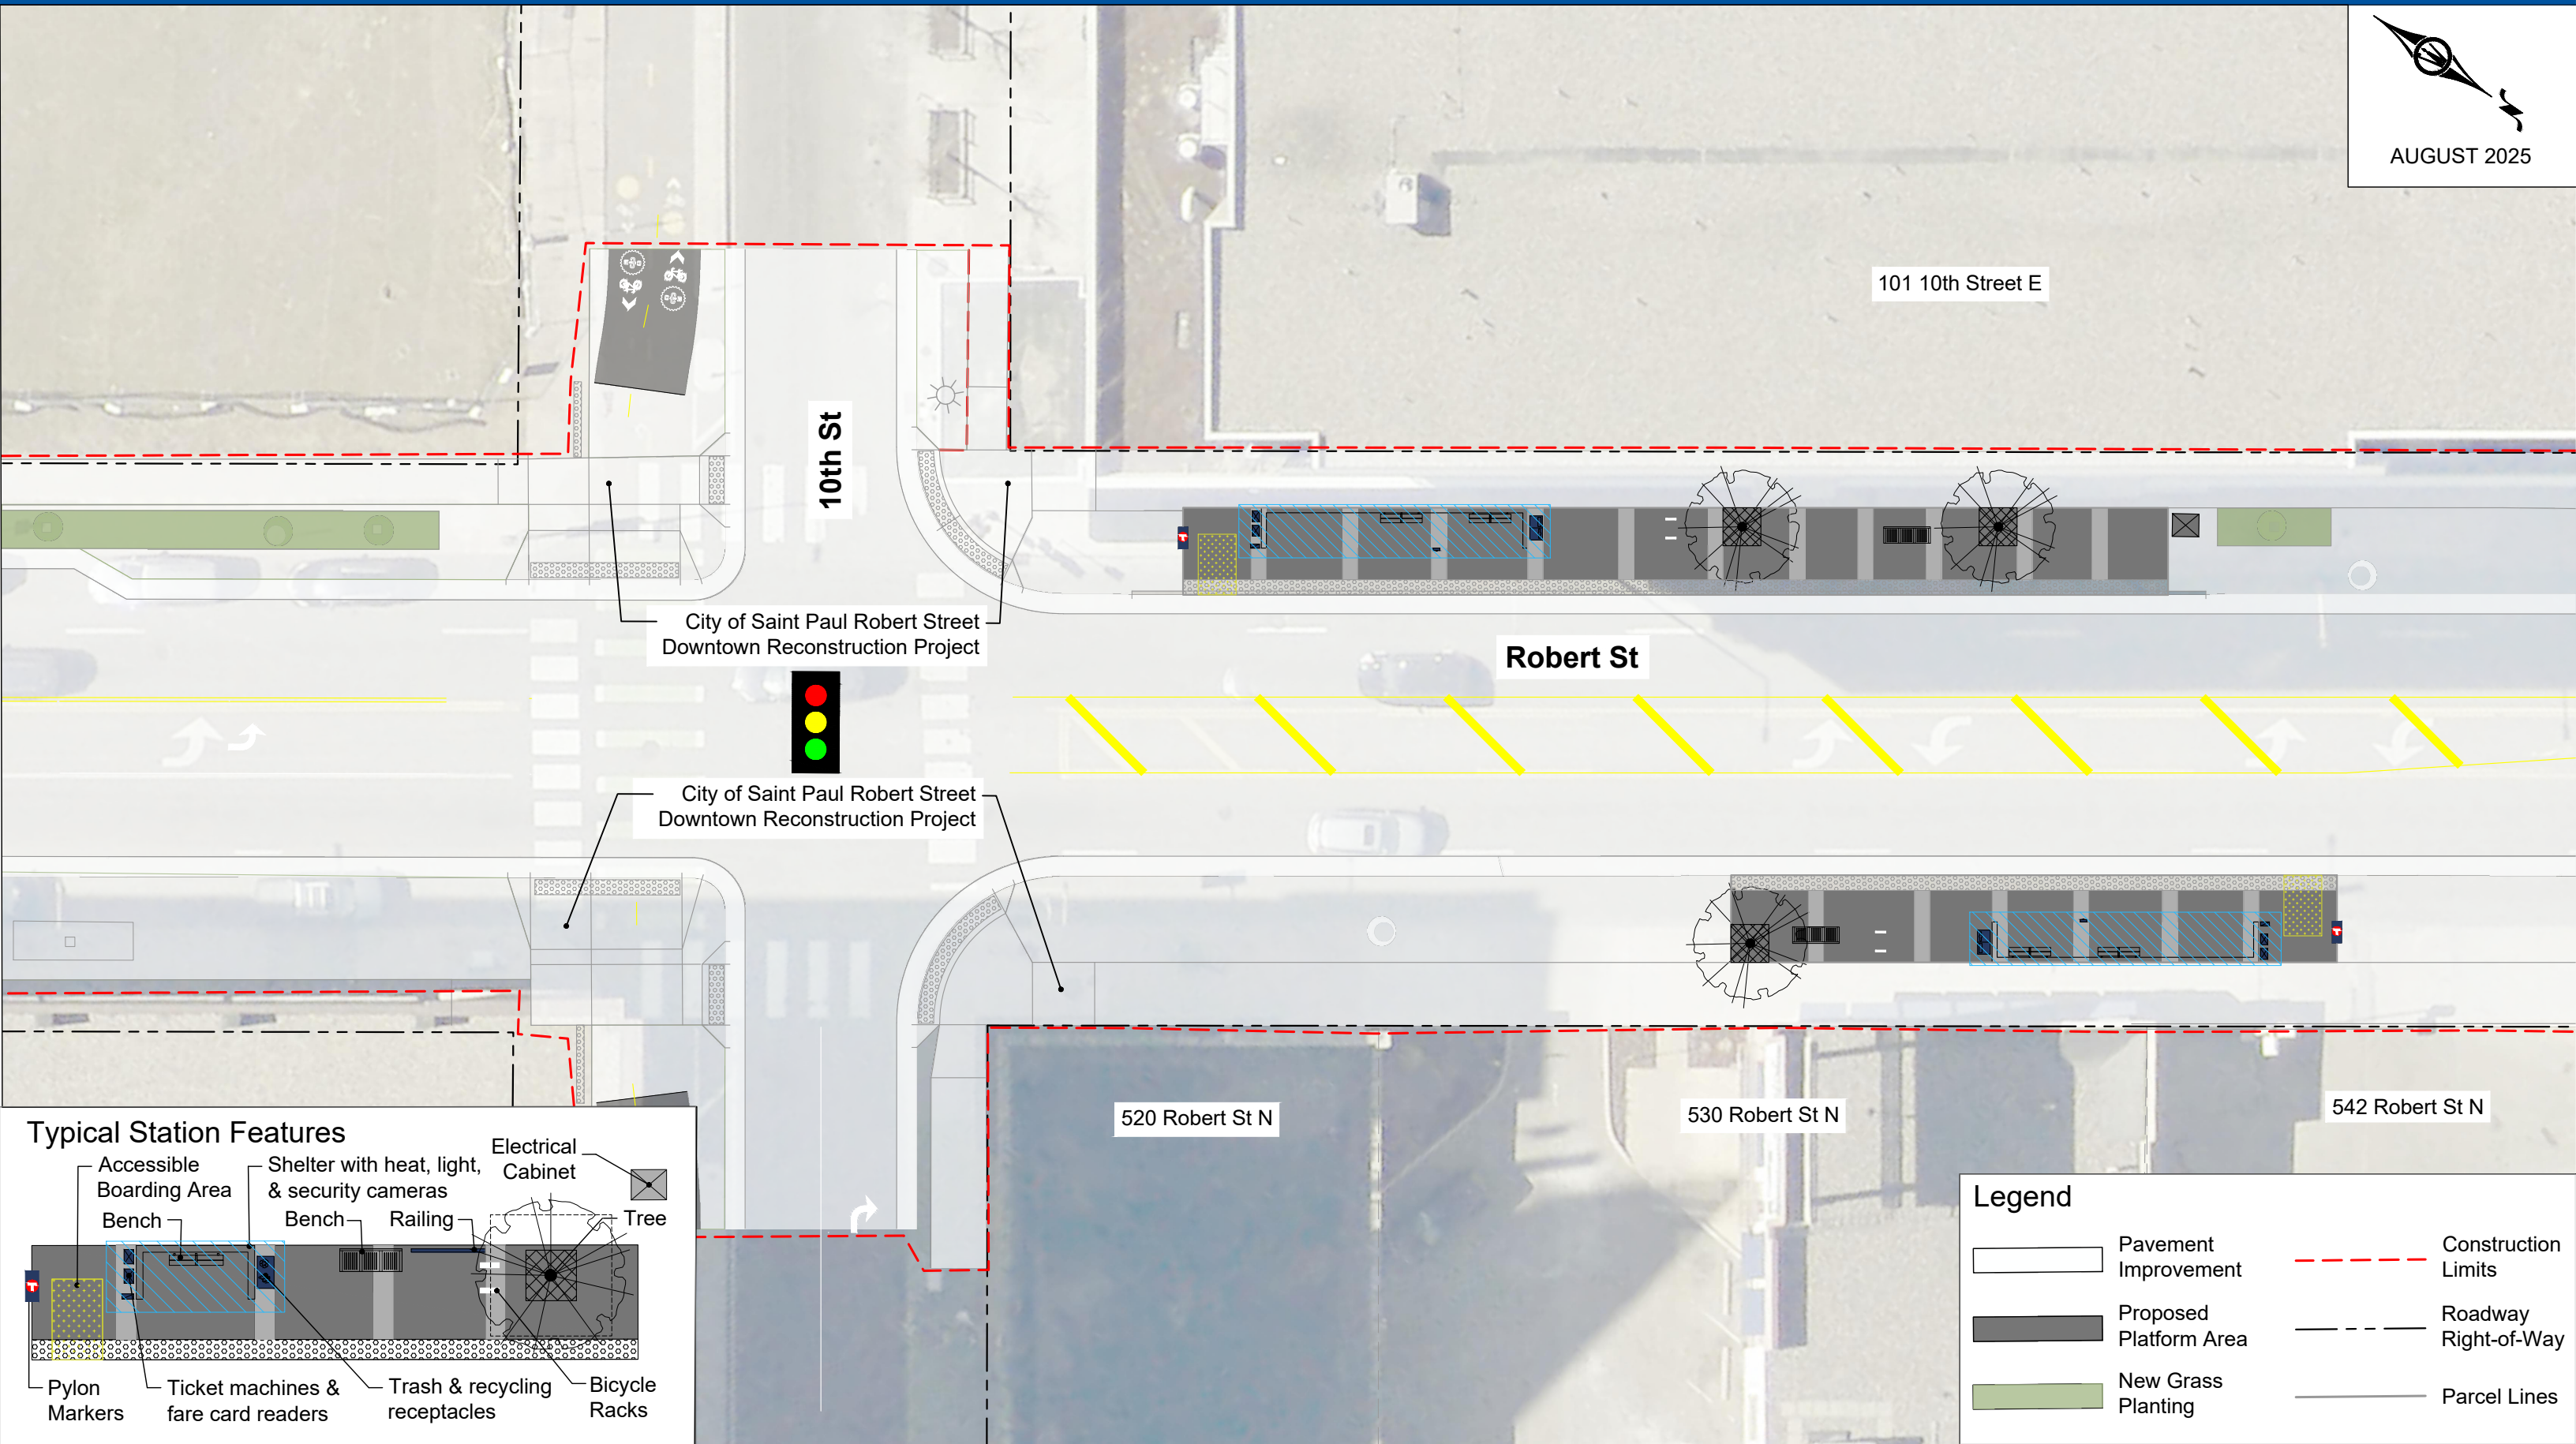 N
AUGUST 2025
101 10th Street E
10th St
City of Saint Paul Robert Street
Downtown Reconstruction Project
Robert St
City of Saint Paul Robert Street
Downtown Reconstruction Project
520 Robert St N
530 Robert St N
542 Robert St N
Typical Station Features
Accessible
Boarding Area
Shelter with heat, light,
& security cameras
Electrical
Cabinet
Bench
Bench
Railing
Tree
Pylon
Markers
Ticket machines &
fare card readers
Trash & recycling
receptacles
Bicycle
Racks
Legend
Pavement
Improvement
Construction
Limits
Proposed
Platform Area
Roadway
Right-of-Way
New Grass
Planting
Parcel Lines